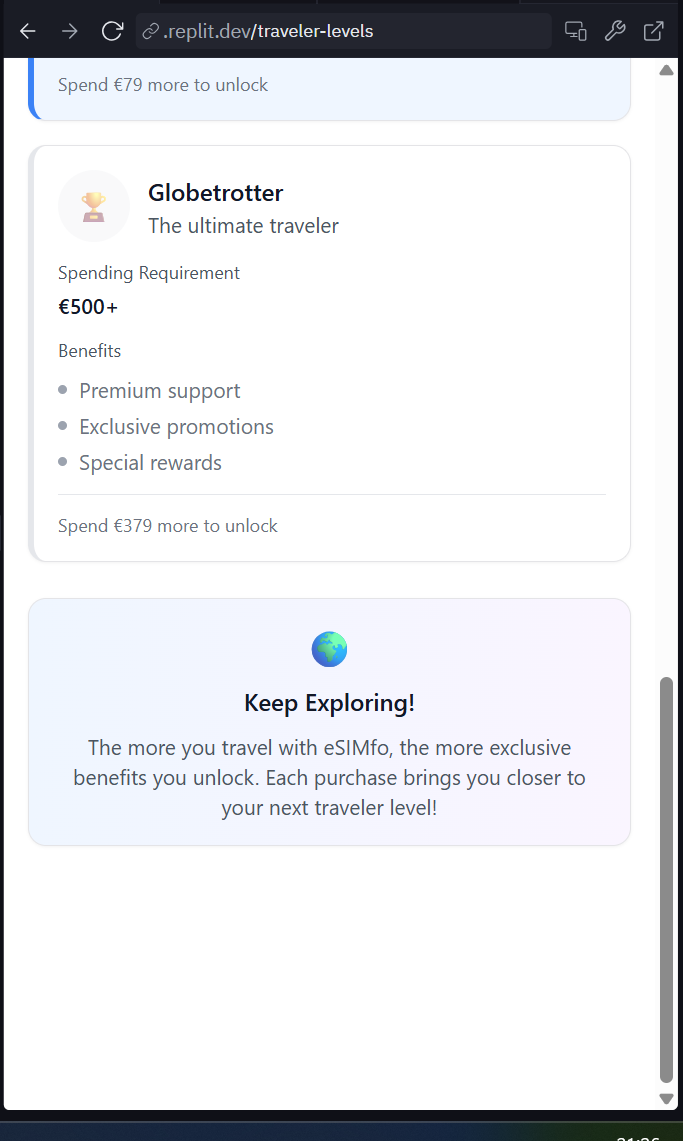 .replit.dev/traveler-levels
Spend €79 more to unlock
Globetrotter
The ultimate traveler
Spending Requirement
€500+
Benefits
Premium support
Exclusive promotions
Special rewards
Spend €379 more to unlock
Keep Exploring!
The more you travel with eSIMfo, the more exclusive
benefits you unlock. Each purchase brings you closer to
your next traveler level!